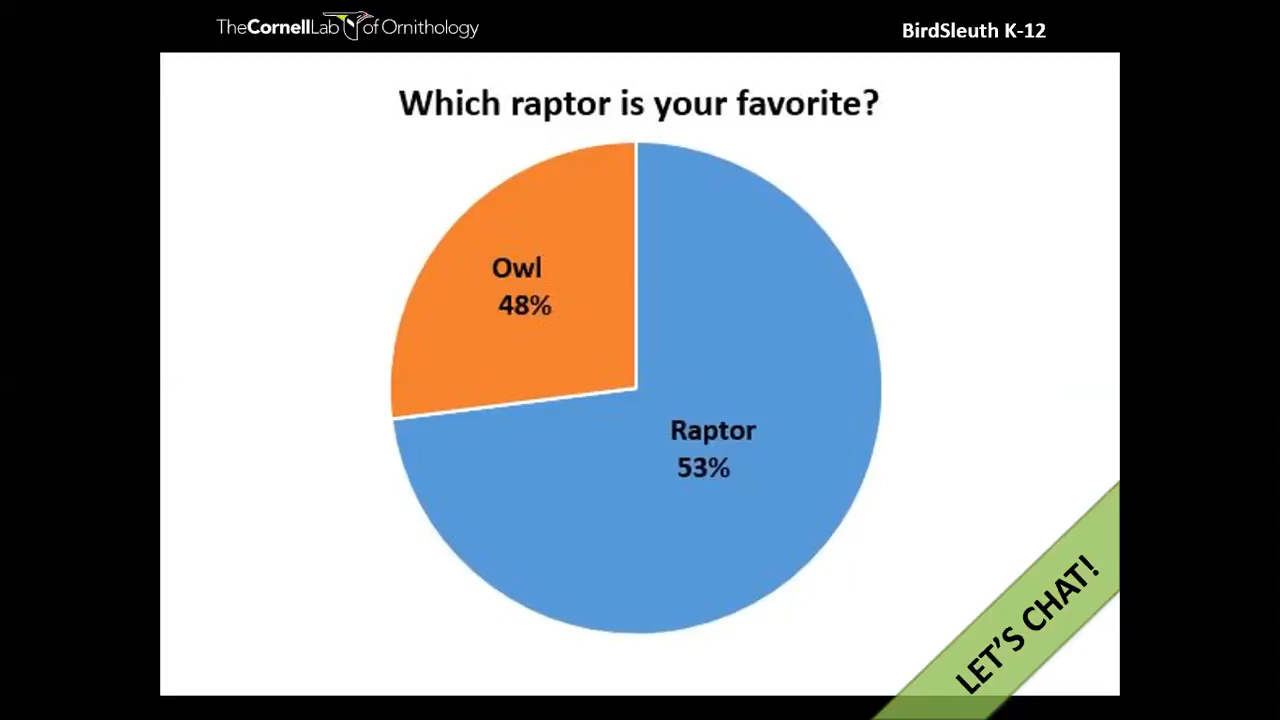 TheCornellLab of Ornithology
BirdSleuth K-12
Which raptor is your favorite?
Owl
48%
Raptor
53%
LET'S CHAT!